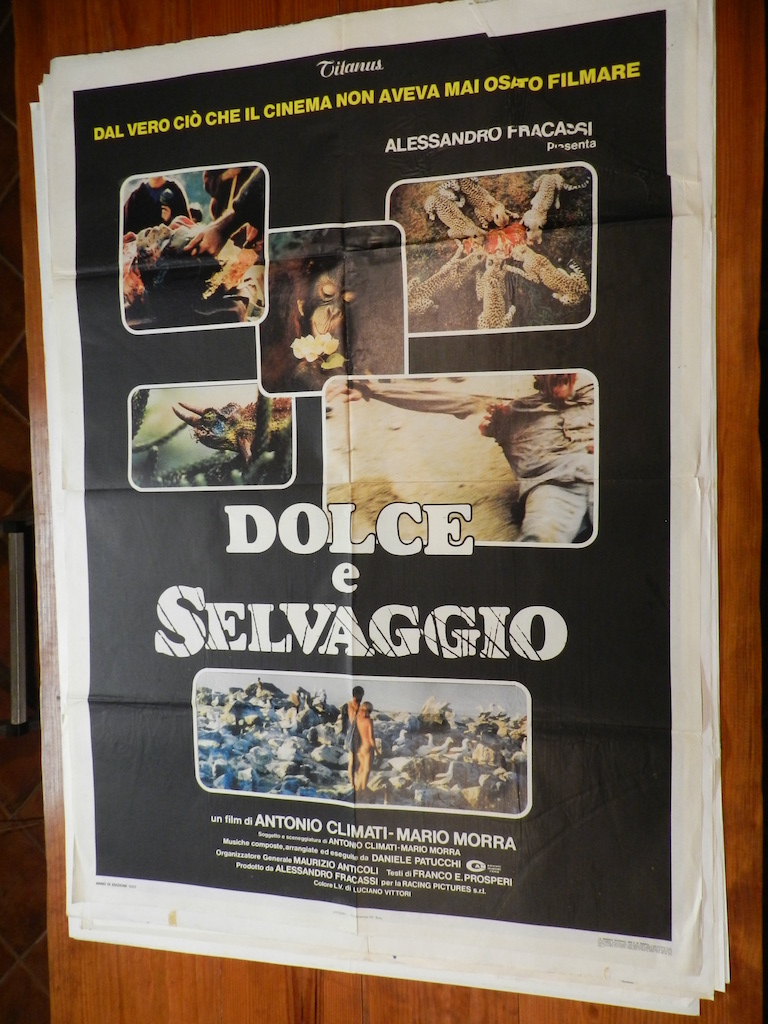 Titanus
DAL VERO CIÒ CHE IL CINEMA NON AVEVA MAI OSATO FILMARE
ALESSANDRO FRACASSI
Presenta
DOLCE
e
SELVAGGIO
un film di ANTONIO CLIMATI-MARIO MORRA
Soggetto e sceneggiatura di ANTONIO CLIMATI-MARIO MORRA
Musiche composte, arrangiate ed eseguite da DANIELE PATUCCHI
Organizzatore Generale MAURIZIO ANTICOLI Testi di FRANCO E. PROSPERI
Prodotto da ALESSANDRO FRACASSI per la RACING PICTURES s.r.l.
Colore L.V. di LUCIANO VITTORI